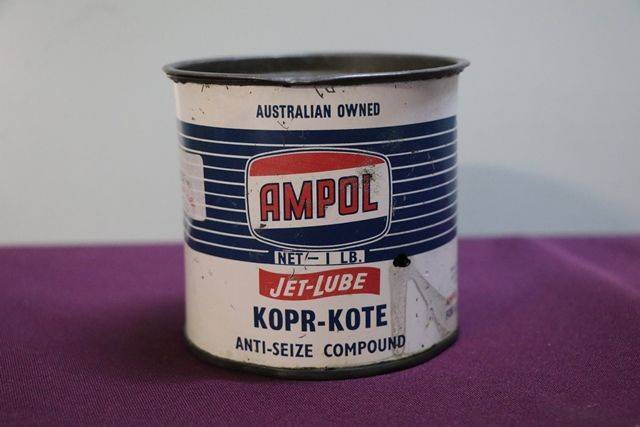 AUSTRALIAN OWNED
AMPOL
NET - 1 LB.
JET-LUBE
KOPR-KOTE
ANTI-SEIZE COMPOUND